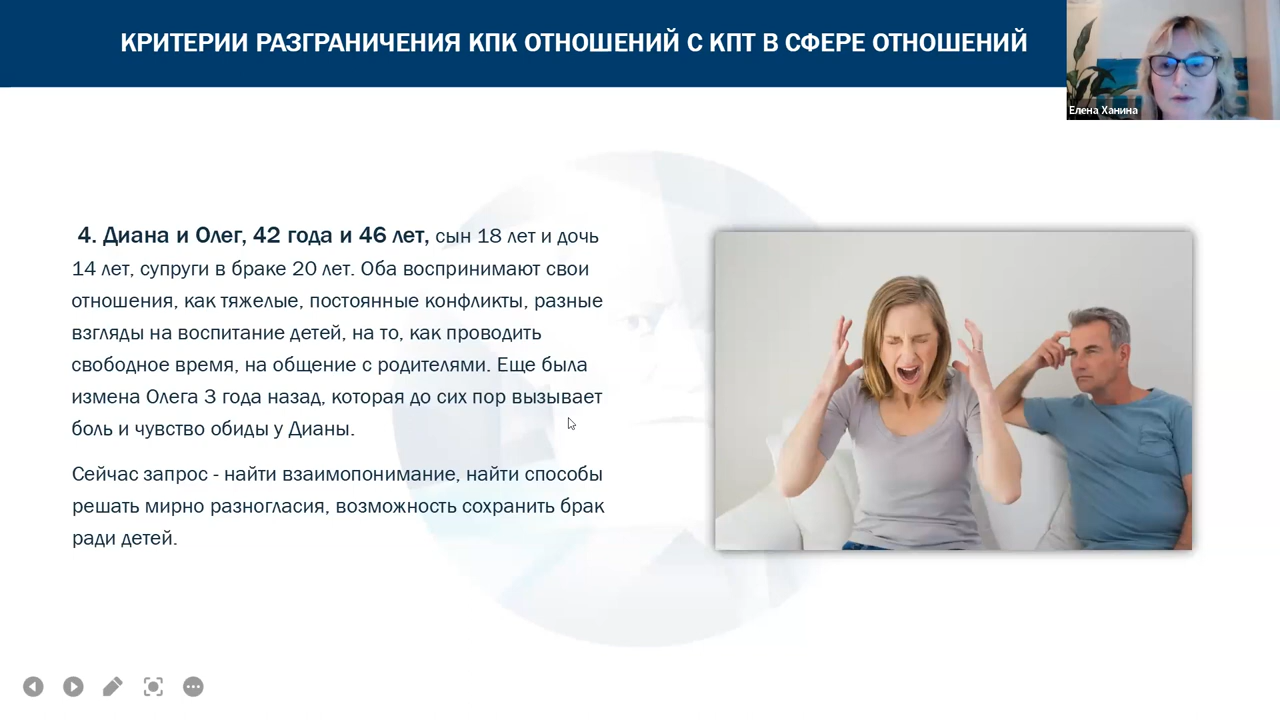 КРИТЕРИИ РАЗГРАНИЧЕНИЯ КПК ОТНОШЕНИЙ С КПТ В СФЕРЕ ОТНОШЕНИЙ
Елена Ханина
4. Диана и Олег, 42 года и 46 лет, сын 18 лет и дочь
14 лет, супруги в браке 20 лет. Оба воспринимают свои
отношения, как тяжелые, постоянные конфликты, разные
взгляды на воспитание детей, на то, как проводить
свободное время, на общение с родителями. Еще была
измена Олега 3 года назад, которая до сих пор вызывает
боль и чувство обиды у Дианы.
Сейчас запрос - найти взаимопонимание, найти способы
решать мирно разногласия, возможность сохранить брак
ради детей.